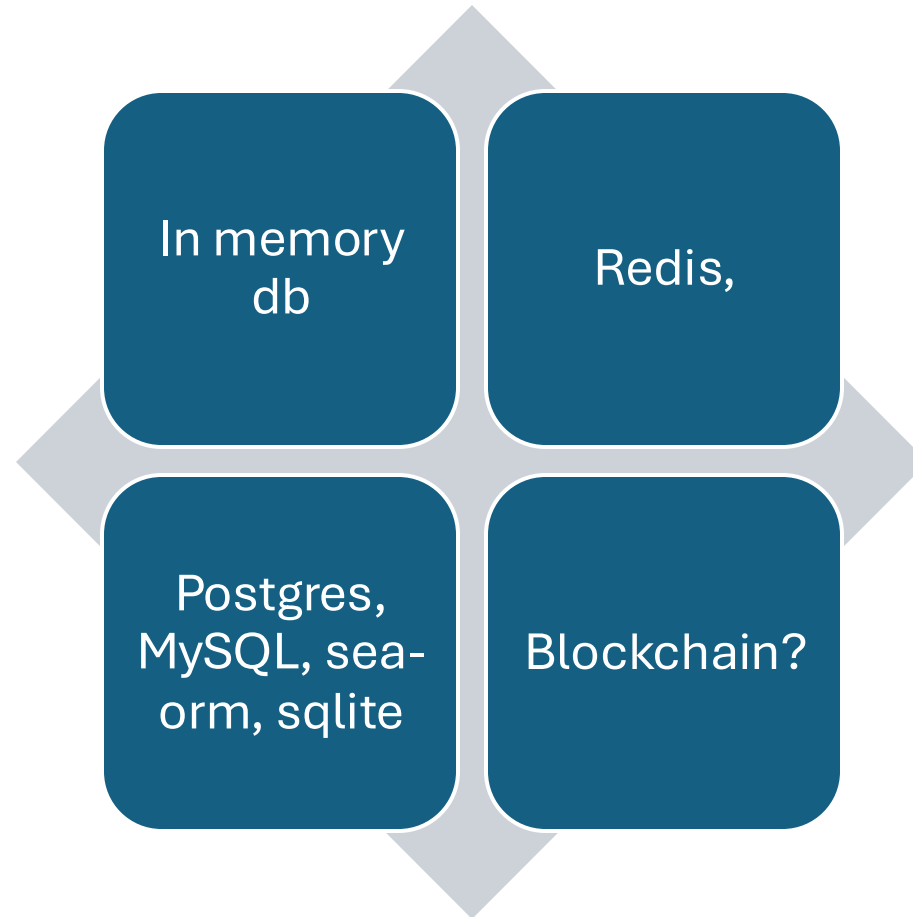 In memory
db
Redis,
Postgres,
MySQL, sea-
orm, sqlite
Blockchain?